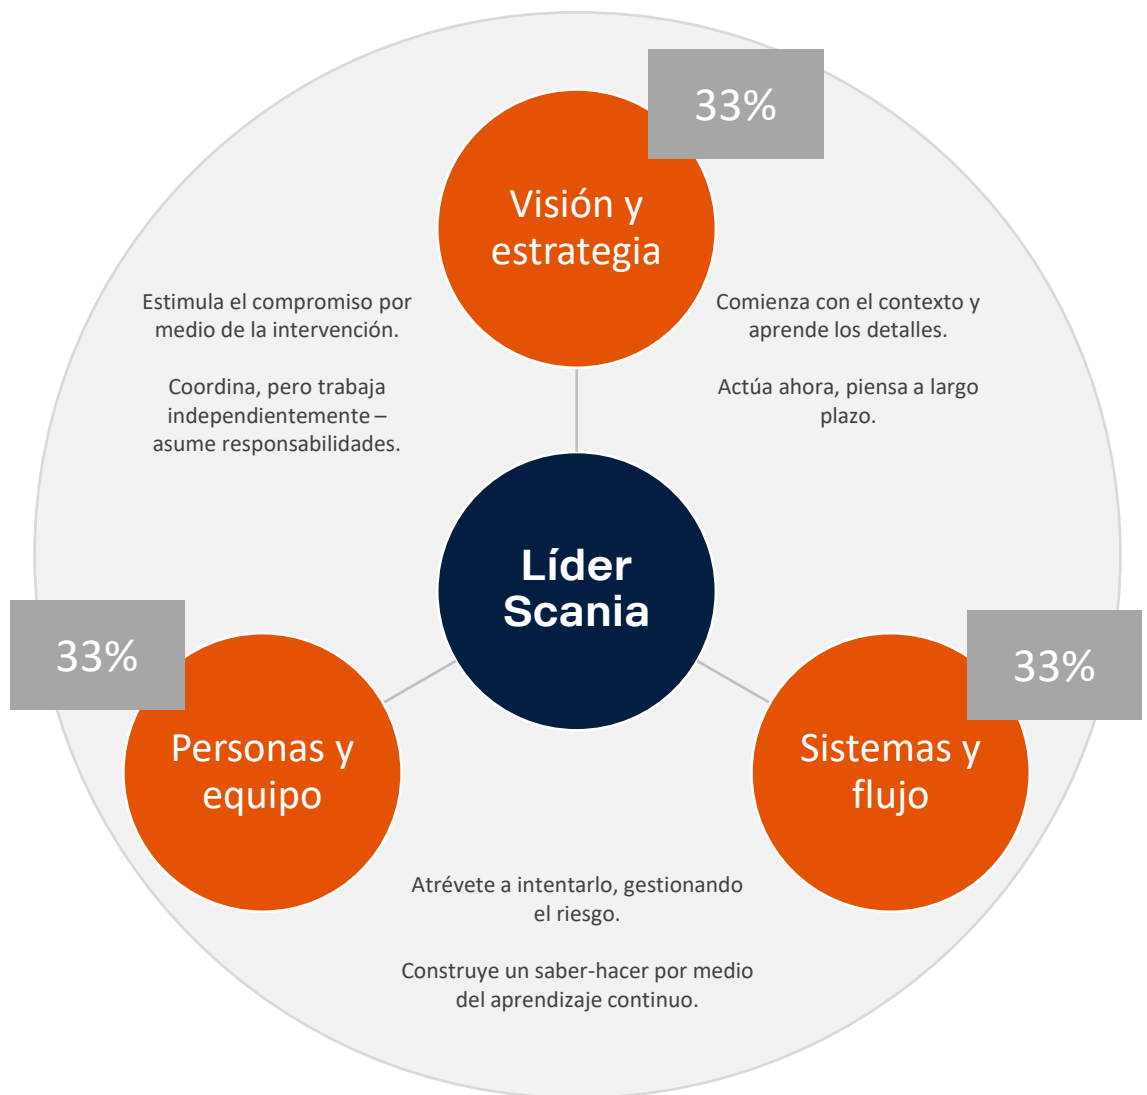 33%
Visión y
estrategia
Estimula el compromiso por
medio de la intervención.
Coordina, pero trabaja
independientemente –
asume responsabilidades.
Comienza con el contexto y
aprende los detalles.
Actúa ahora, piensa a largo
plazo.
Líder
Scania
33%
Personas y
equipo
33%
Sistemas y
flujo
Atrévete a intentarlo, gestionando
el riesgo.
Construye un saber-hacer por medio
del aprendizaje continuo.